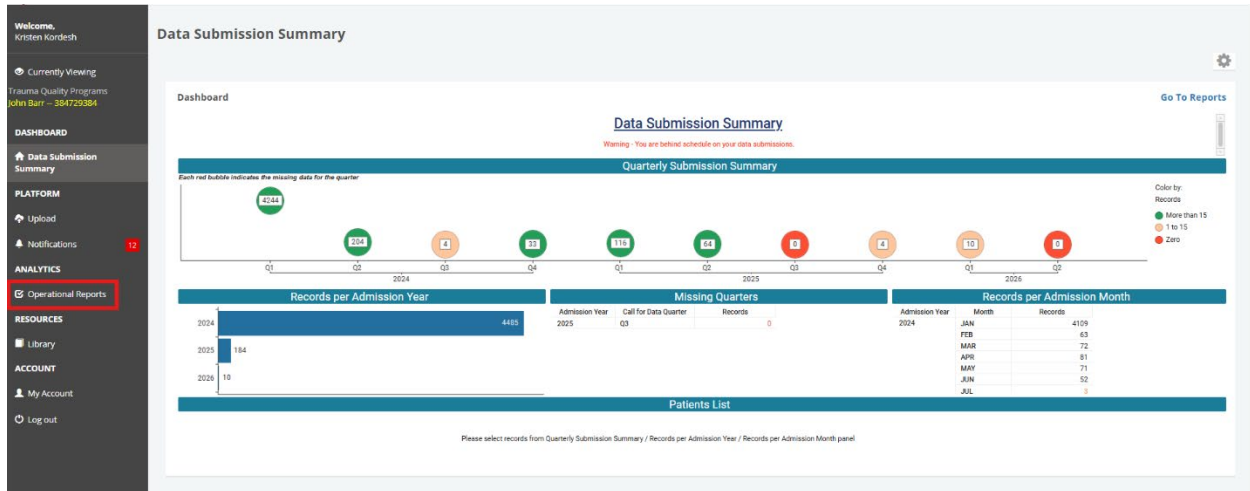 Welcome,
Kristen Kordesh
Currently Viewing
Trauma Quality Programs
John Barr -- 384729384
DASHBOARD
Data Submission
Summary
PLATFORM
Upload
Notifications 12
ANALYTICS
Operational Reports
RESOURCES
Library
ACCOUNT
My Account
Log out
Data Submission Summary
Dashboard
Go To Reports
Data Submission Summary
Warning - You are behind schedule on your data submissions.
Quarterly Submission Summary
Each red bubble indicates the missing data for the quarter
4244 204 4 33 116 64 0 4 10 0
Q1 Q2 Q3 Q4 Q1 Q2 Q3 Q4 Q1 Q2
2024 2025 2026
Color by:
Records
More than 15
1 to 15
Zero
Records per Admission Year
2024 4485
2025 184
2026 10
Missing Quarters
Admission Year Call for Data Quarter Records
2025 Q3 0
Records per Admission Month
Admission Year Month Records
2024 JAN 4109
FEB 63
MAR 72
APR 81
MAY 71
JUN 52
JUL
Patients List
Please select records from Quarterly Submission Summary / Records per Admission Year / Records per Admission Month panel